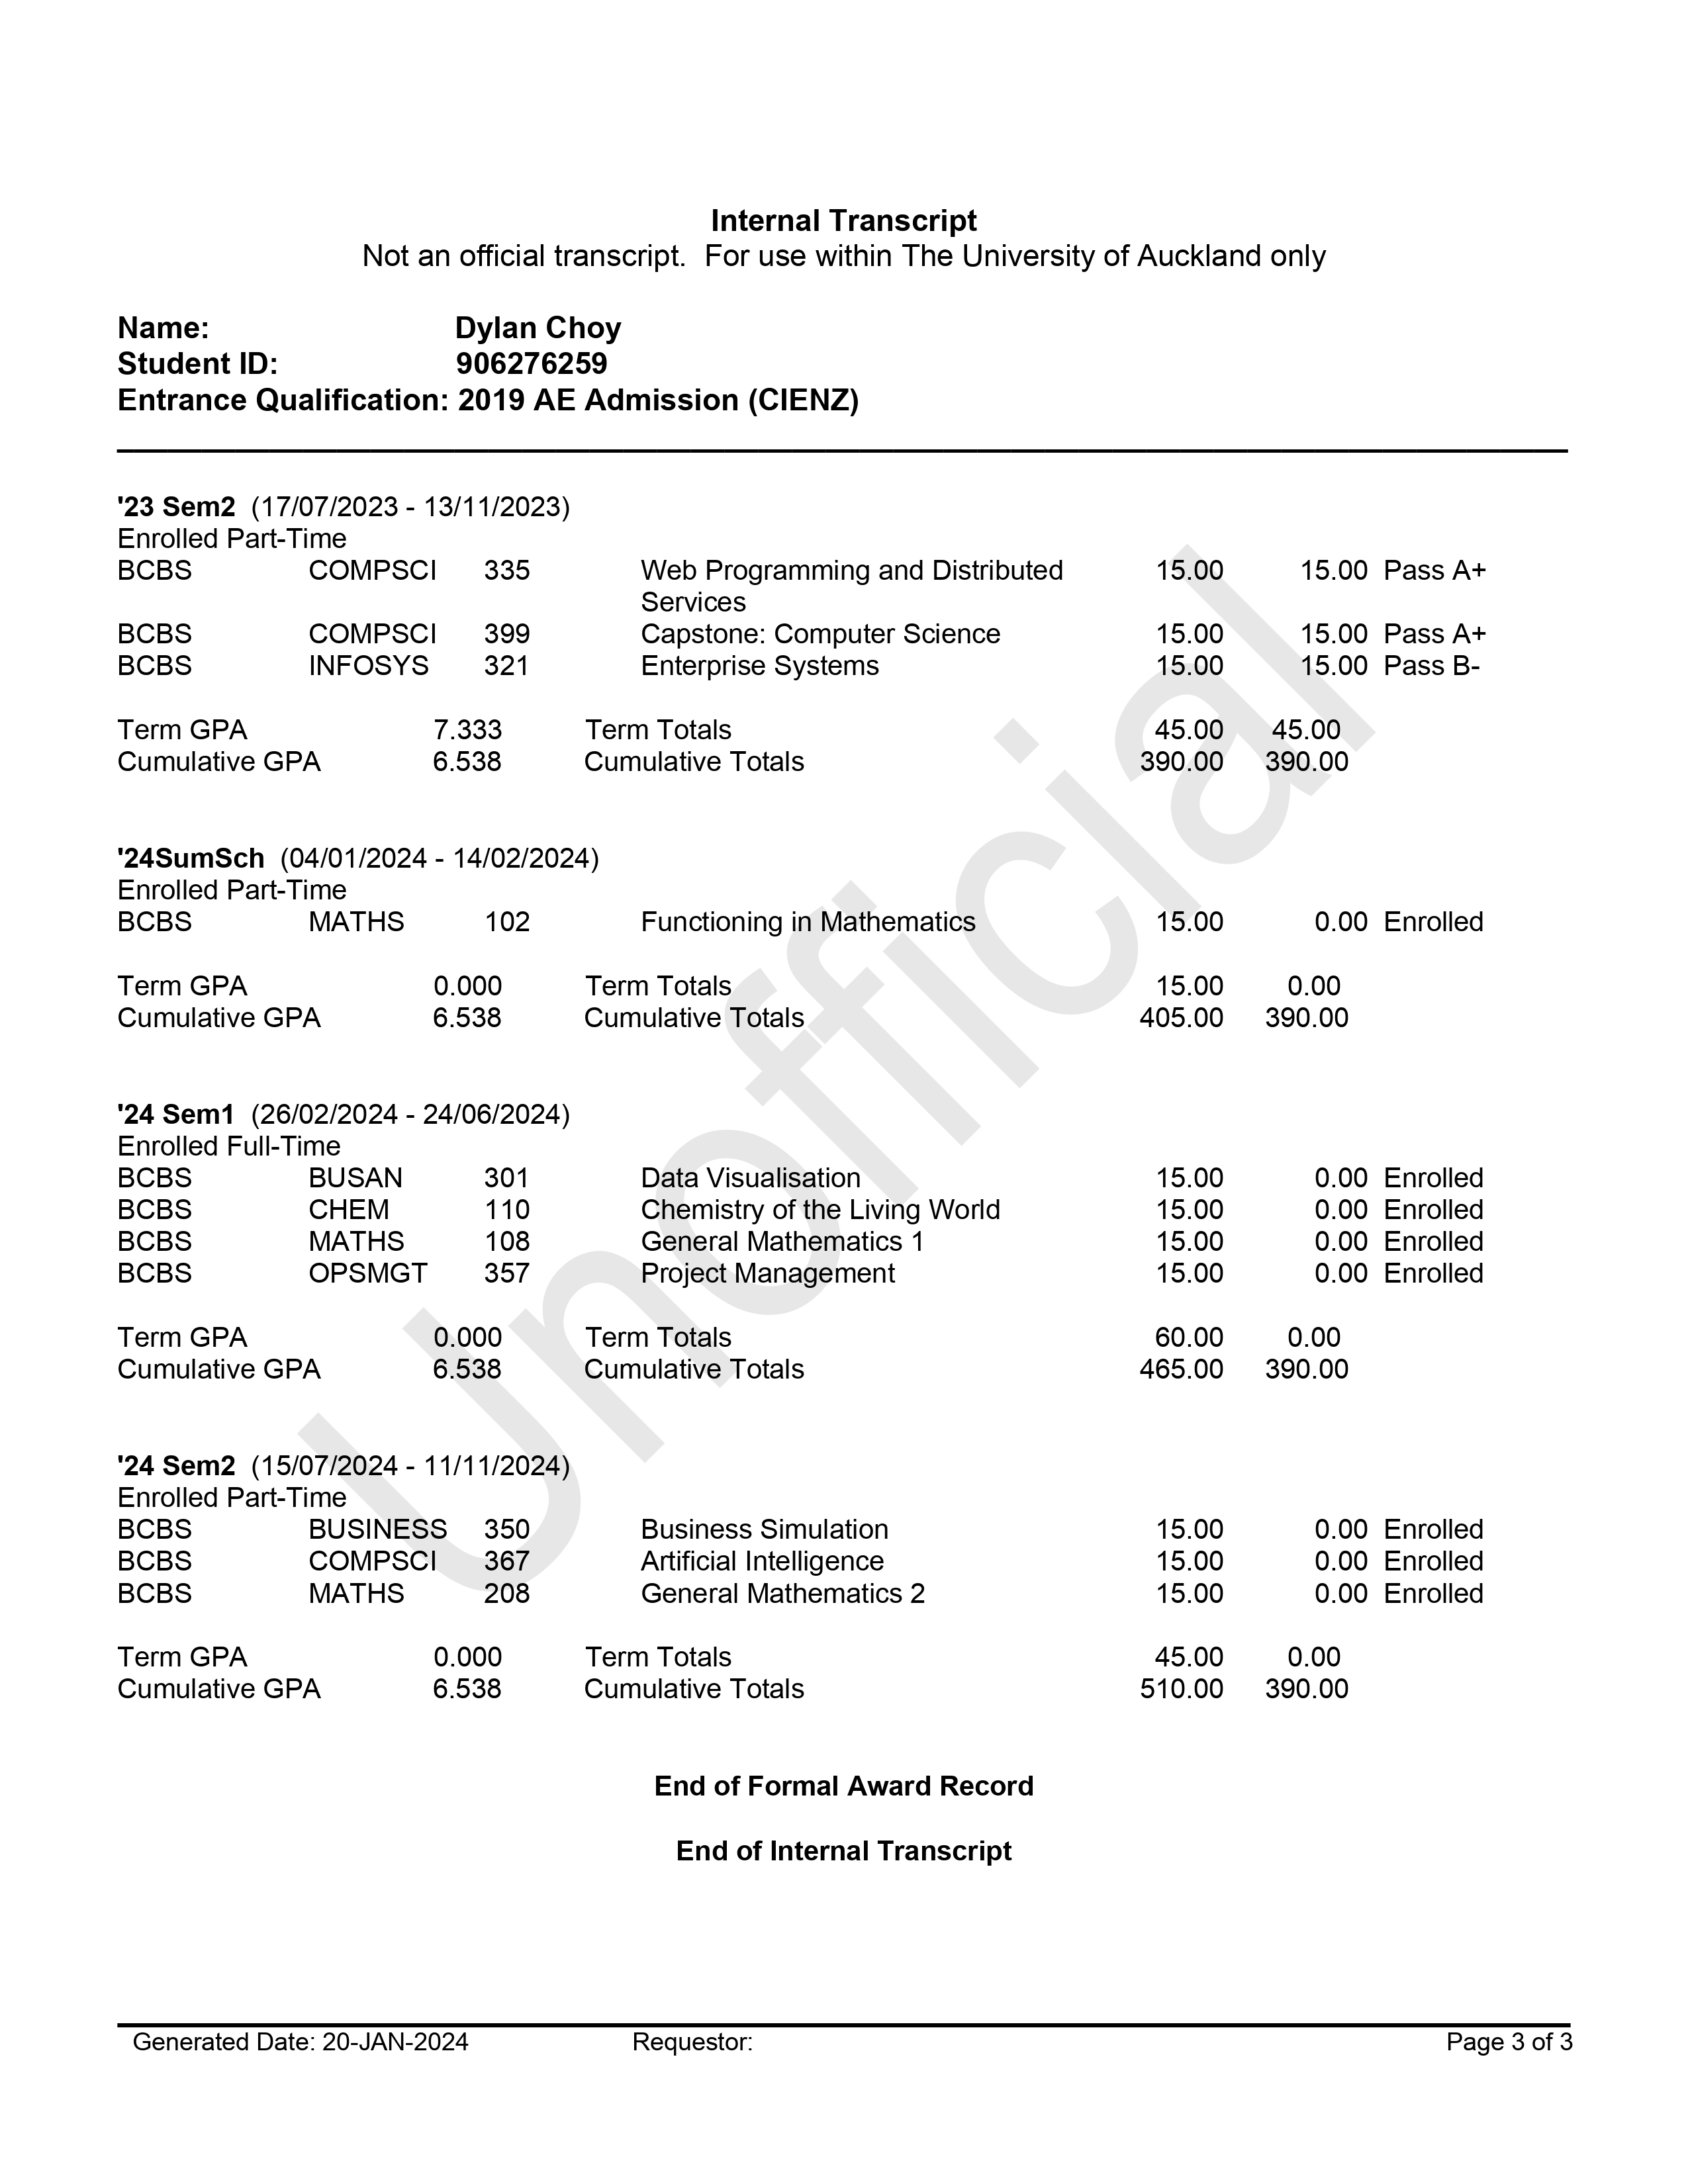 Internal Transcript
Not an official transcript.  For use within The University of Auckland only
Name: Dylan Choy
Student ID: 906276259
Entrance Qualification: 2019 AE Admission (CIENZ)
'23 Sem2  (17/07/2023 - 13/11/2023)
Enrolled Part-Time
BCBS COMPSCI 335 Web Programming and Distributed 15.00 15.00 Pass A+
Services
BCBS COMPSCI 399 Capstone: Computer Science 15.00 15.00 Pass A+
BCBS INFOSYS 321 Enterprise Systems 15.00 15.00 Pass B-
Term GPA 7.333 Term Totals 45.00 45.00
Cumulative GPA 6.538 Cumulative Totals 390.00 390.00
'24SumSch  (04/01/2024 - 14/02/2024)
Enrolled Part-Time
BCBS MATHS 102 Functioning in Mathematics 15.00 0.00 Enrolled
Term GPA 0.000 Term Totals 15.00 0.00
Cumulative GPA 6.538 Cumulative Totals 405.00 390.00
'24 Sem1  (26/02/2024 - 24/06/2024)
Enrolled Full-Time
BCBS BUSAN 301 Data Visualisation 15.00 0.00 Enrolled
BCBS CHEM 110 Chemistry of the Living World 15.00 0.00 Enrolled
BCBS MATHS 108 General Mathematics 1 15.00 0.00 Enrolled
BCBS OPSMGT 357 Project Management 15.00 0.00 Enrolled
Term GPA 0.000 Term Totals 60.00 0.00
Cumulative GPA 6.538 Cumulative Totals 465.00 390.00
'24 Sem2  (15/07/2024 - 11/11/2024)
Enrolled Part-Time
BCBS BUSINESS 350 Business Simulation 15.00 0.00 Enrolled
BCBS COMPSCI 367 Artificial Intelligence 15.00 0.00 Enrolled
BCBS MATHS 208 General Mathematics 2 15.00 0.00 Enrolled
Term GPA 0.000 Term Totals 45.00 0.00
Cumulative GPA 6.538 Cumulative Totals 510.00 390.00
End of Formal Award Record
End of Internal Transcript
Generated Date: 20-JAN-2024 Requestor: Page 3 of 3
Unofficial